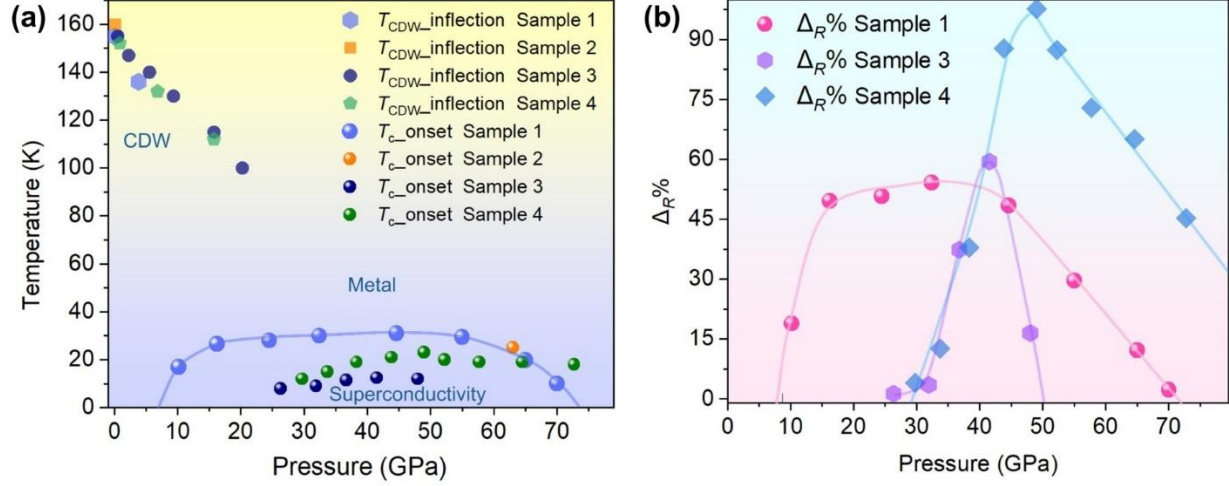 (a)
160
140
120
100
80
60
40
20
0
Temperature (K)
0 10 20 30 40 50 60 70
Pressure (GPa)
CDW
Metal
Superconductivity
T_CDW_inflection Sample 1
T_CDW_inflection Sample 2
T_CDW_inflection Sample 3
T_CDW_inflection Sample 4
T_c_onset Sample 1
T_c_onset Sample 2
T_c_onset Sample 3
T_c_onset Sample 4
(b)
90
75
60
45
30
15
0
Δ_R%
0 10 20 30 40 50 60 70
Pressure (GPa)
Δ_R% Sample 1
Δ_R% Sample 3
Δ_R% Sample 4